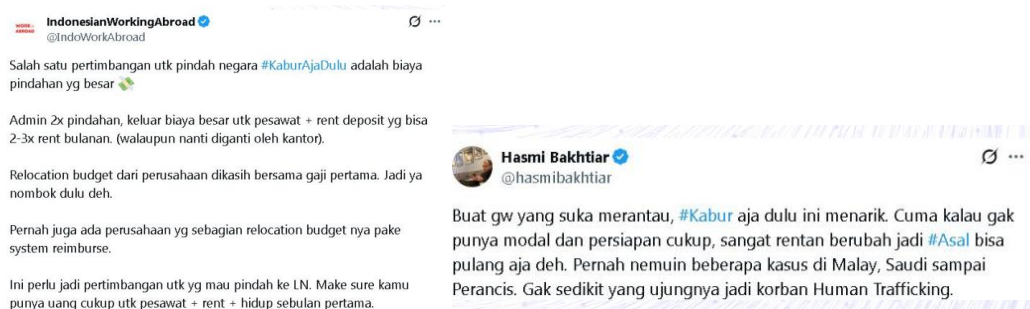 WORK
ABROAD
IndonesianWorkingAbroad
@IndoWorkAbroad
Salah satu pertimbangan utk pindah negara #KaburAjaDulu adalah biaya
pindahan yg besar 💸
Admin 2x pindahan, keluar biaya besar utk pesawat + rent deposit yg bisa
2-3x rent bulanan. (walaupun nanti diganti oleh kantor).
Relocation budget dari perusahaan dikasih bersama gaji pertama. Jadi ya
nombok dulu deh.
Pernah juga ada perusahaan yg sebagian relocation budget nya pake
system reimburse.
Ini perlu jadi pertimbangan utk yg mau pindah ke LN. Make sure kamu
punya uang cukup utk pesawat + rent + hidup sebulan pertama.
Hasmi Bakhtiar
@hasmibakhtiar
Buat gw yang suka merantau, #Kabur aja dulu ini menarik. Cuma kalau gak
punya modal dan persiapan cukup, sangat rentan berubah jadi #Asal bisa
pulang aja deh. Pernah nemuin beberapa kasus di Malay, Saudi sampai
Perancis. Gak sedikit yang ujungnya jadi korban Human Trafficking.